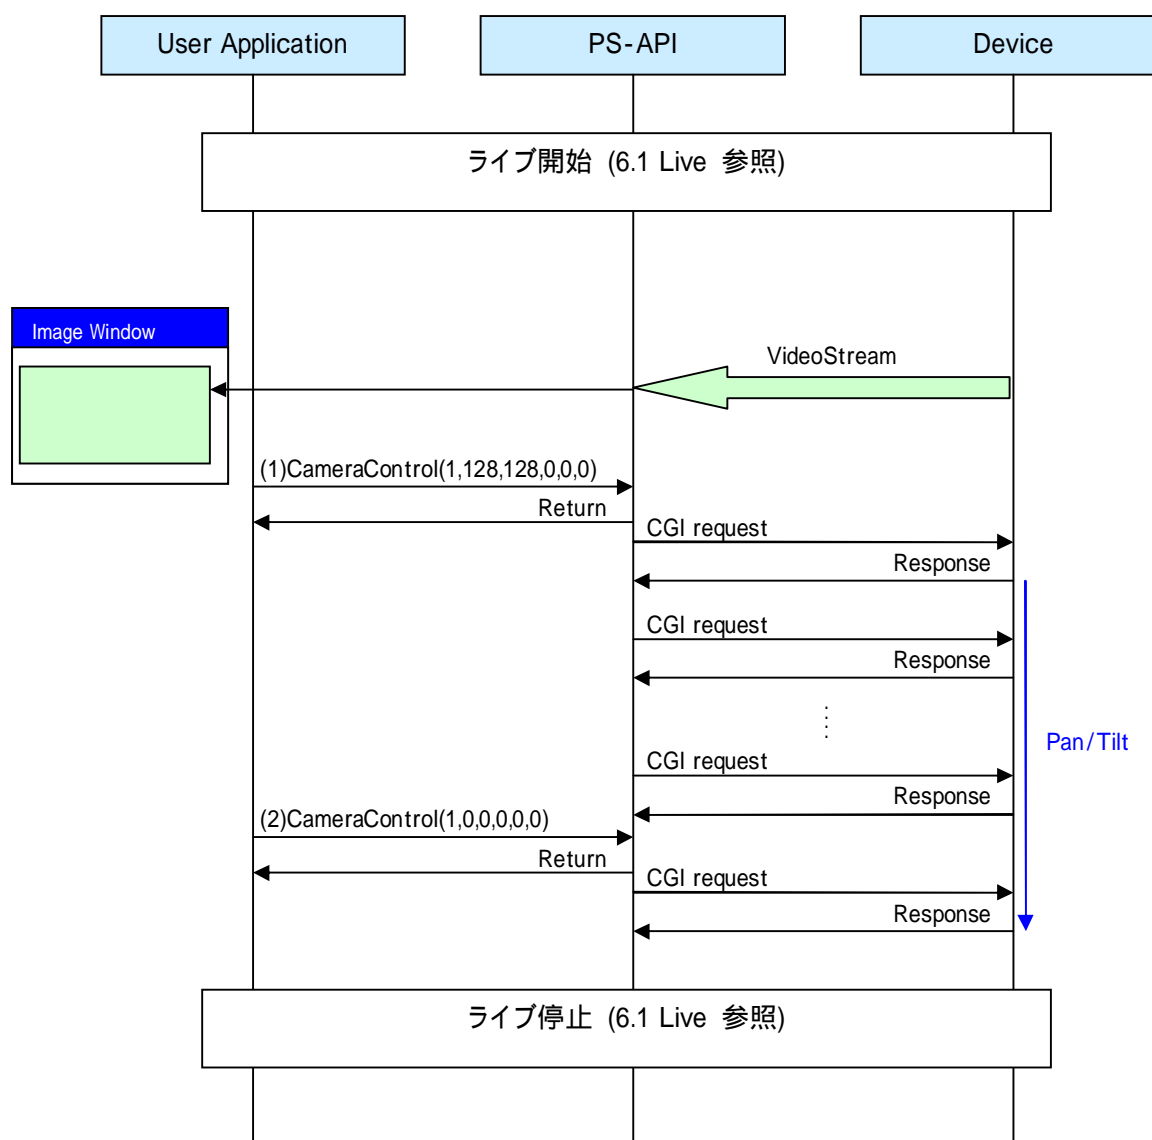 User Application
PS-API
Device
ライブ開始 (6.1 Live 参照)
Image Window
VideoStream
(1)CameraControl(1,128,128,0,0,0)
Return
CGI request
Response
CGI request
Response
Pan/Tilt
CGI request
Response
(2)CameraControl(1,0,0,0,0,0)
Return
CGI request
Response
ライブ停止 (6.1 Live 参照)